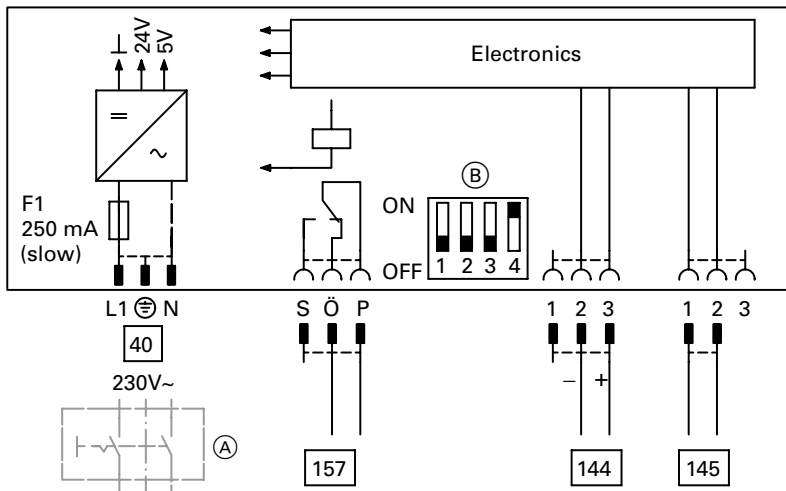 24V
5V
Electronics
=
~
F1
250 mA
(slow)
ON
B
OFF
1 2 3 4
L1 N
S Ö P
1 2 3
1 2 3
40
230V~
– +
A
157
144
145